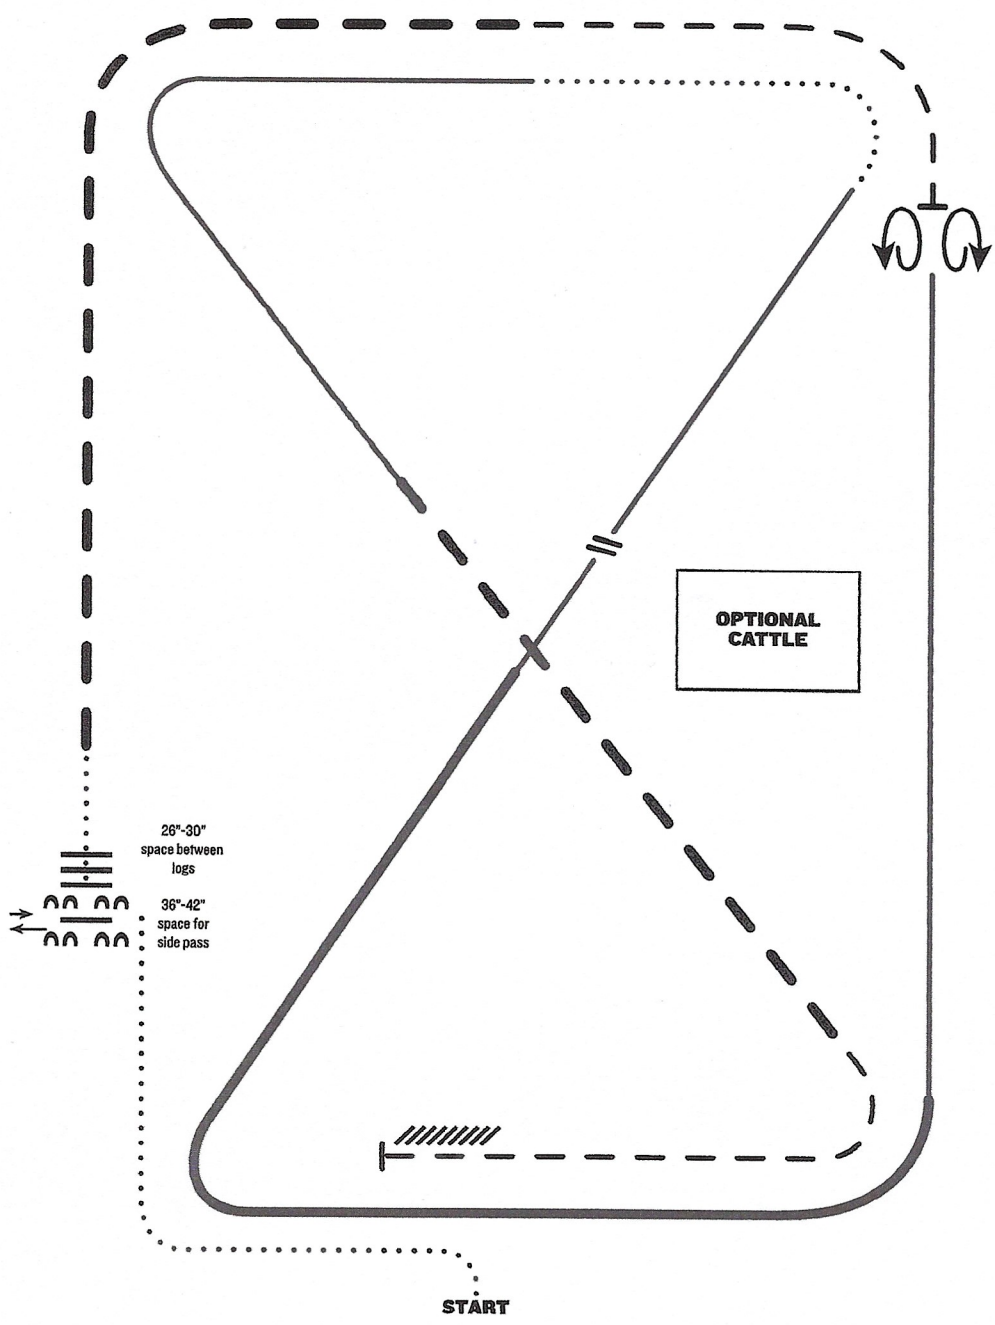 OPTIONAL
CATTLE
26"-30"
space between
logs
36"-42"
space for
side pass
START